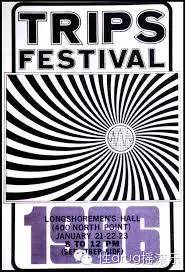 TRIPS
FESTIVAL
LONGSHOREMEN'S HALL
(400 NORTH POINT)
JANUARY 21-22-23
8 TO 12 PM
1966